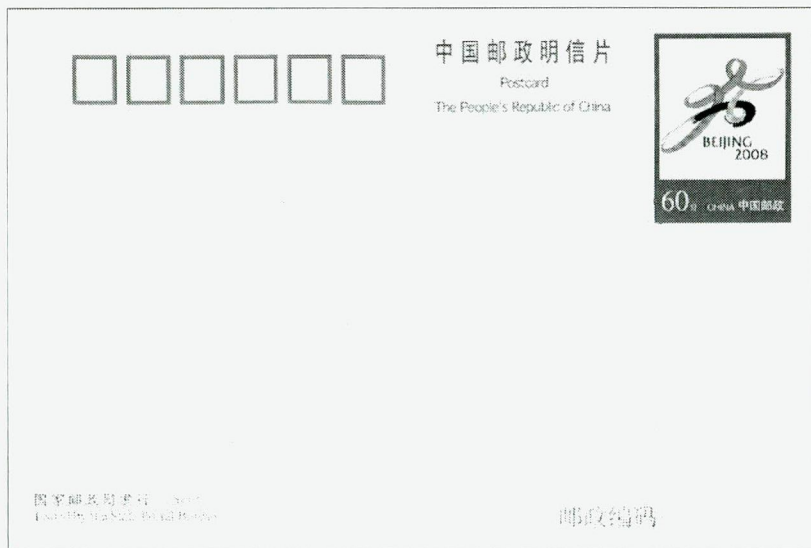 中国邮政明信片
Postcard
The People's Republic of China
BEIJING
2008
60分 CHINA 中国邮政
国家邮政局发行
邮政编码